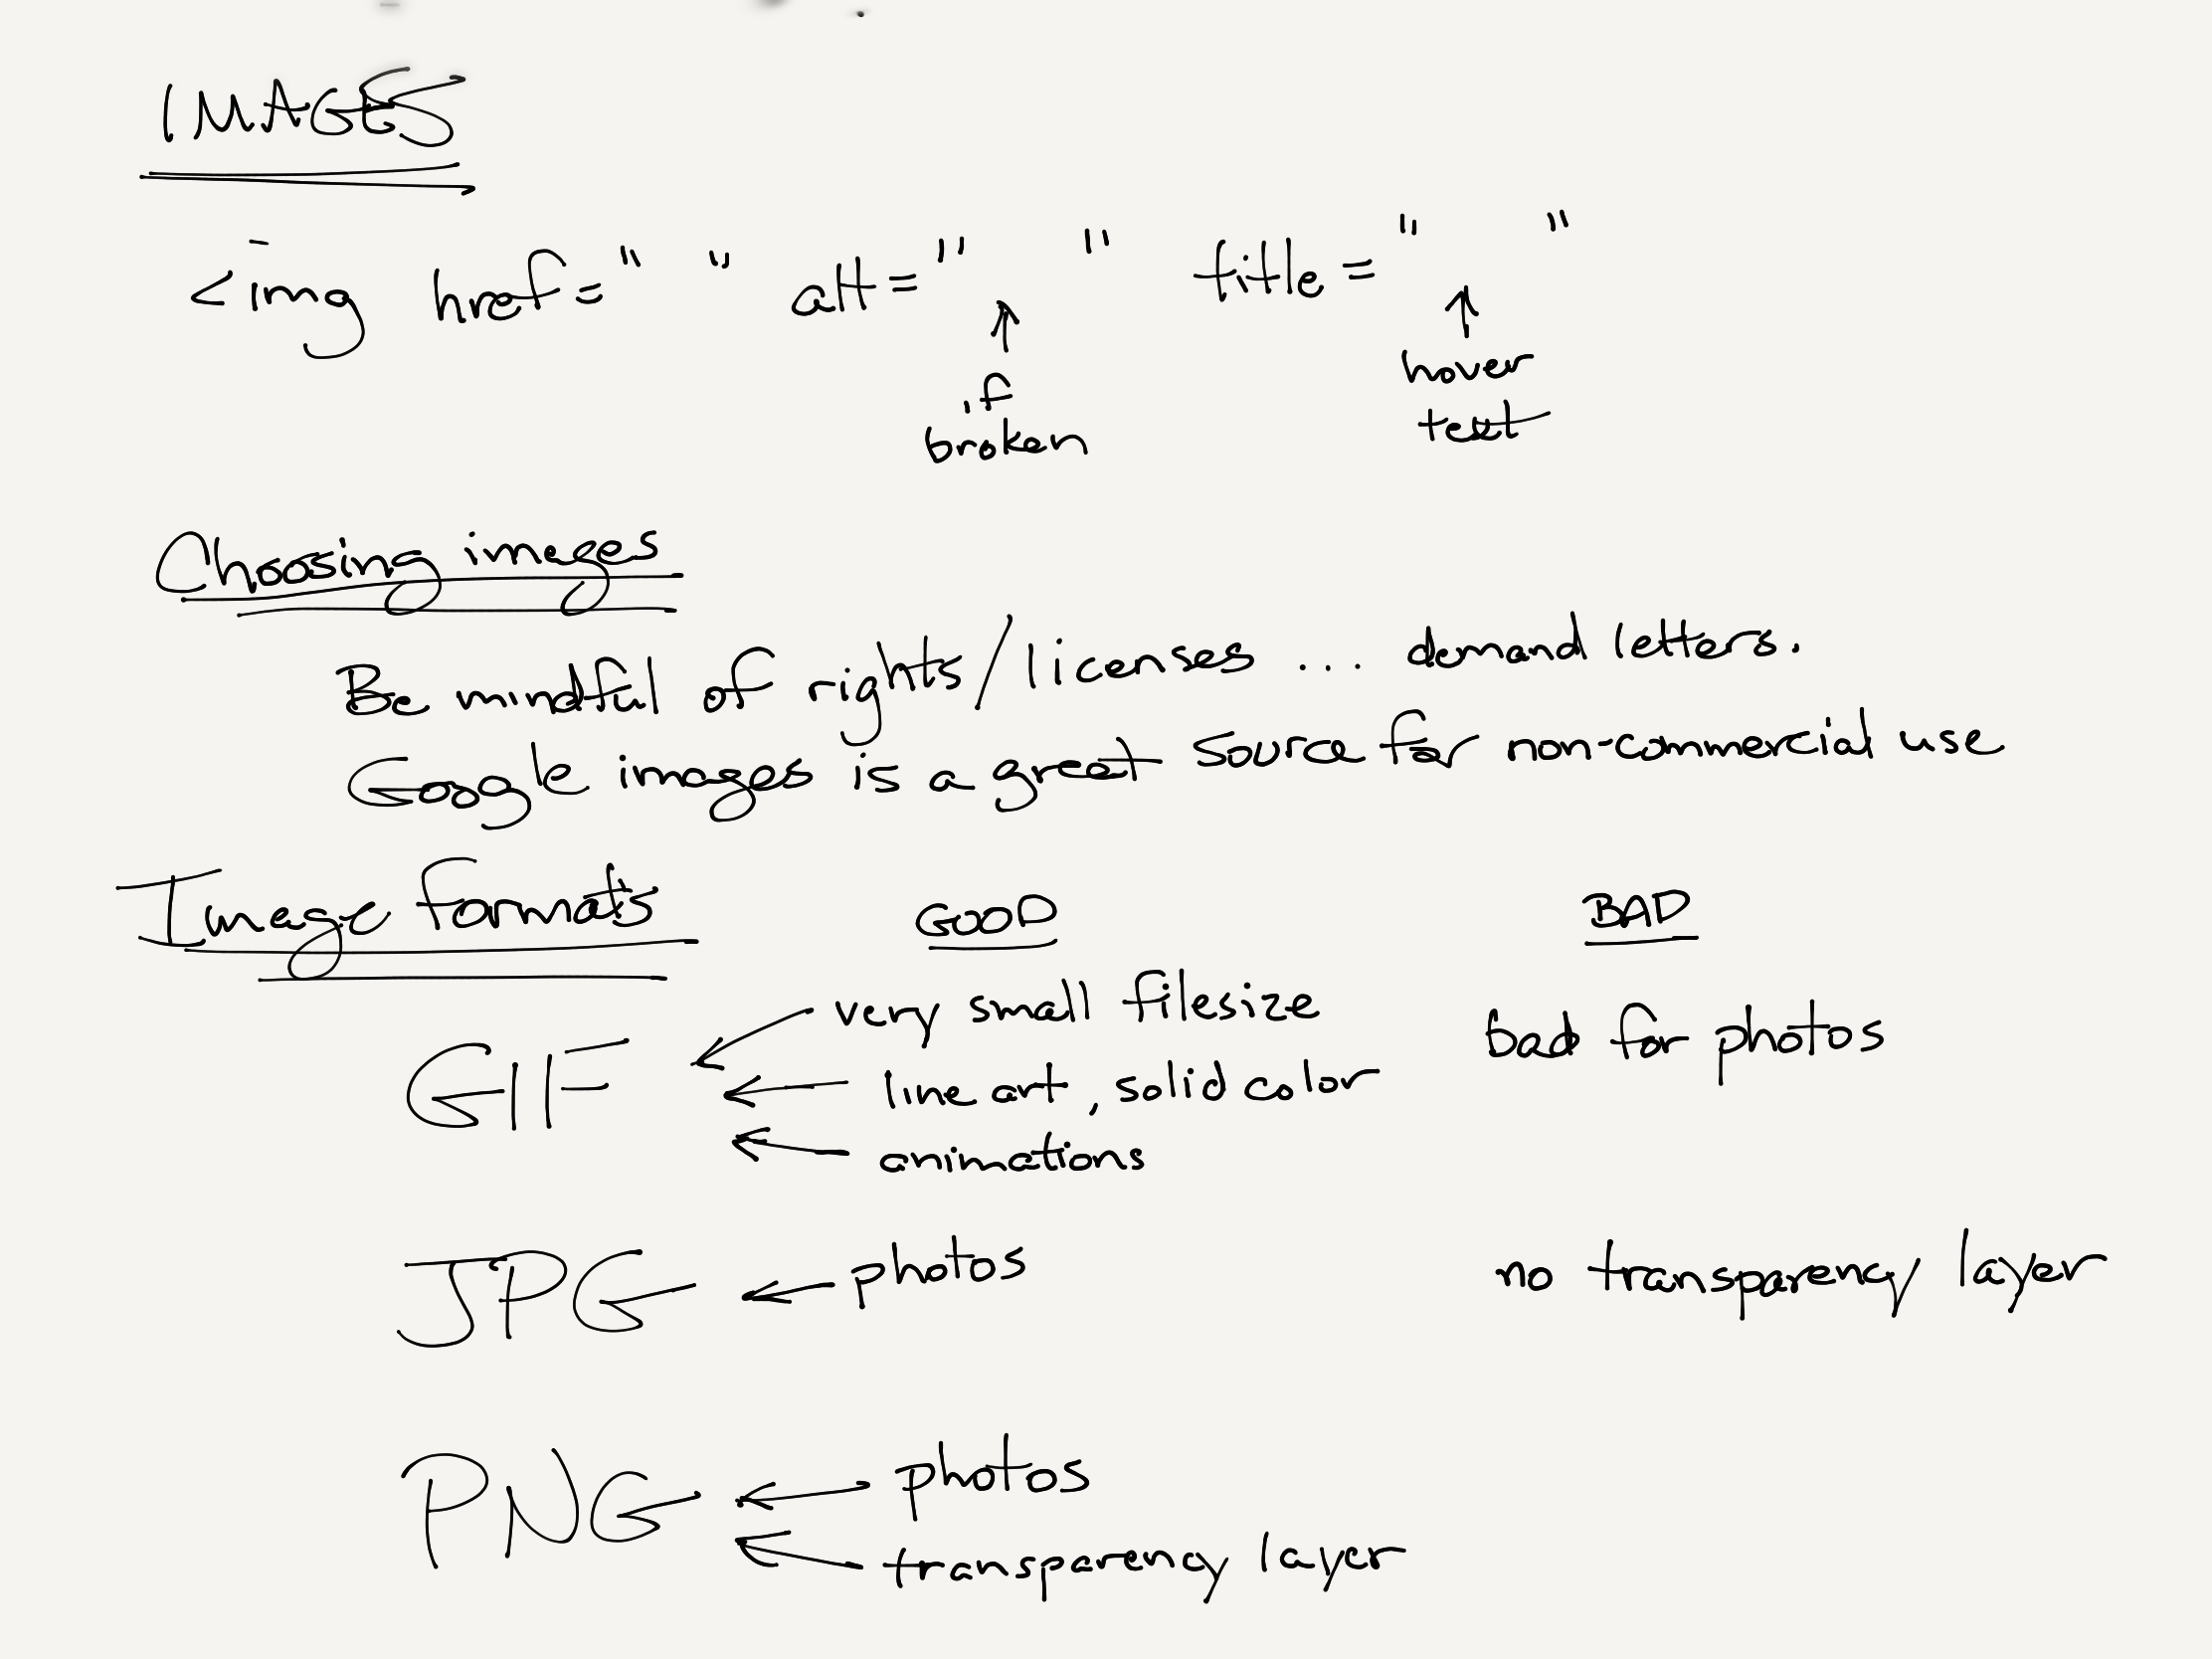 IMAGES
<img href=" " alt=" " title=" "
if
broken
hover
text
Choosing images
Be mindful of rights/licenses ... demand letters.
Google images is a great source for non-commercial use
Image formats GOOD BAD
very small filesize bad for photos
GIF line art, solid color
animations
JPG photos no transparency layer
PNG photos
transparency layer